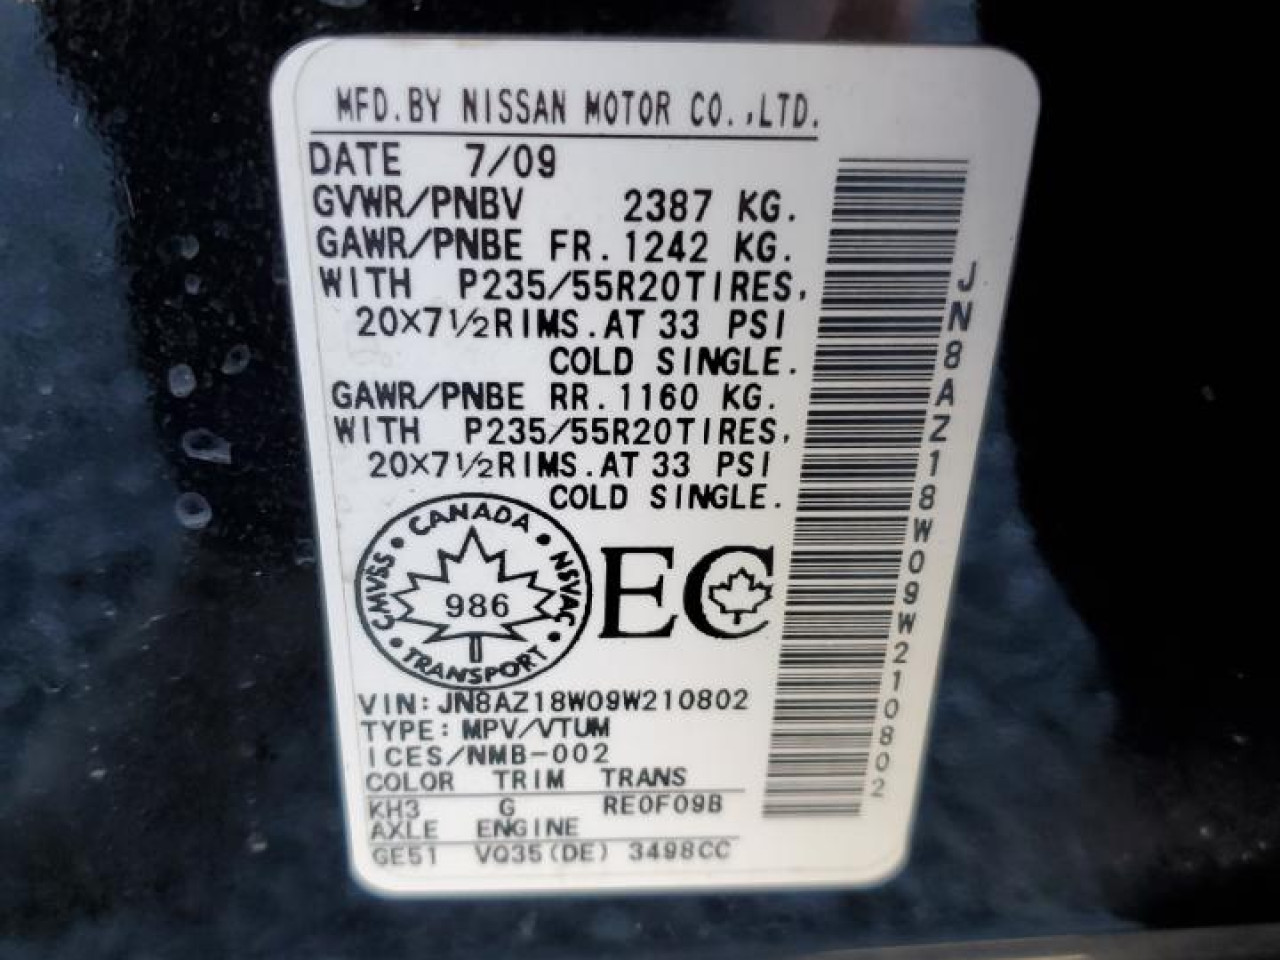 MFD.BY NISSAN MOTOR CO.,LTD.
DATE 7/09
GVWR/PNBV 2387 KG.
GAWR/PNBE FR.1242 KG.
WITH P235/55R20TIRES,
20×7½RIMS.AT 33 PSI
COLD SINGLE.
GAWR/PNBE RR.1160 KG.
WITH P235/55R20TIRES,
20×7½RIMS.AT 33 PSI
COLD SINGLE.
CANADA • NSVAC • TRANSPORT • CMVSS •
986
EC
VIN:JN8AZ18W09W210802
TYPE:MPV/VTUM
ICES/NMB-002
COLOR TRIM TRANS
KH3 G RE0F09B
AXLE ENGINE
GE51 VQ35(DE) 3498CC
JN8AZ18W09W210802